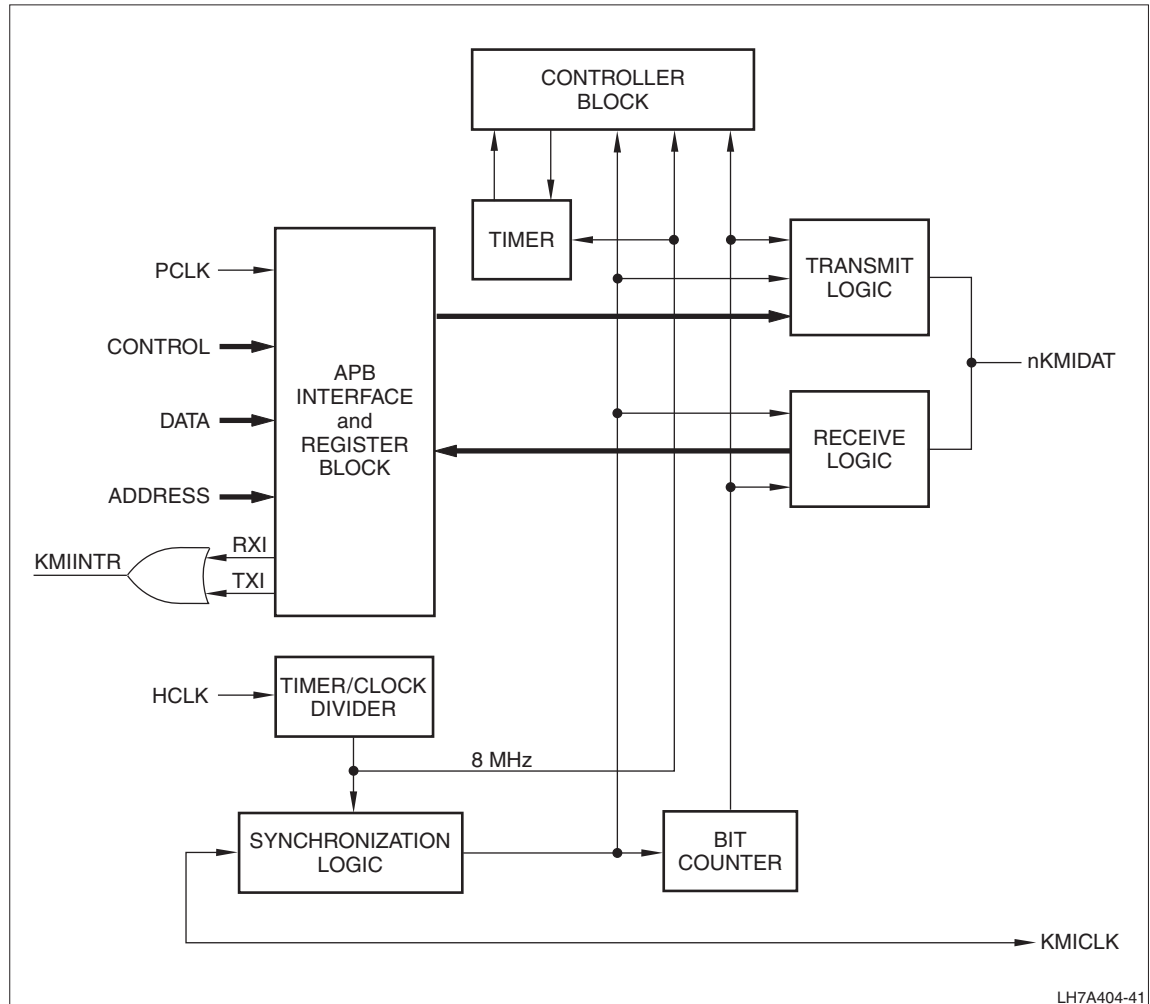 CONTROLLER
BLOCK
TIMER
TRANSMIT
LOGIC
PCLK
CONTROL
DATA
ADDRESS
APB
INTERFACE
and
REGISTER
BLOCK
nKMIDAT
RECEIVE
LOGIC
KMIINTR
RXI
TXI
HCLK
TIMER/CLOCK
DIVIDER
8 MHz
SYNCHRONIZATION
LOGIC
BIT
COUNTER
KMICLK
LH7A404-41